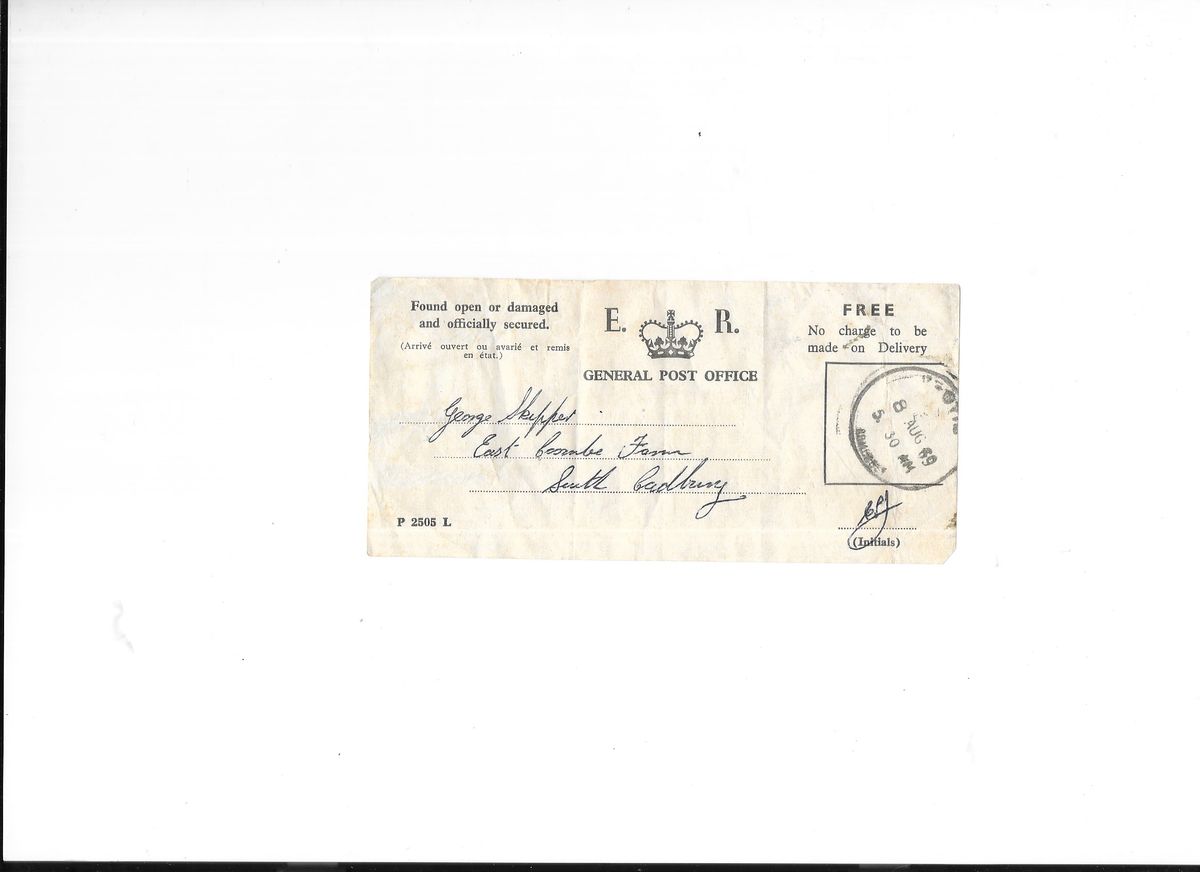 Found open or damaged
and officially secured.
(Arrivé ouvert ou avarié et remis
en état.)
E. R.
GENERAL POST OFFICE
FREE
No charge to be
made on Delivery
George Skipper
East Coombe Farm
South Cadbury
8 AUG 69
5 30 AM
P 2505 L
(Initials)